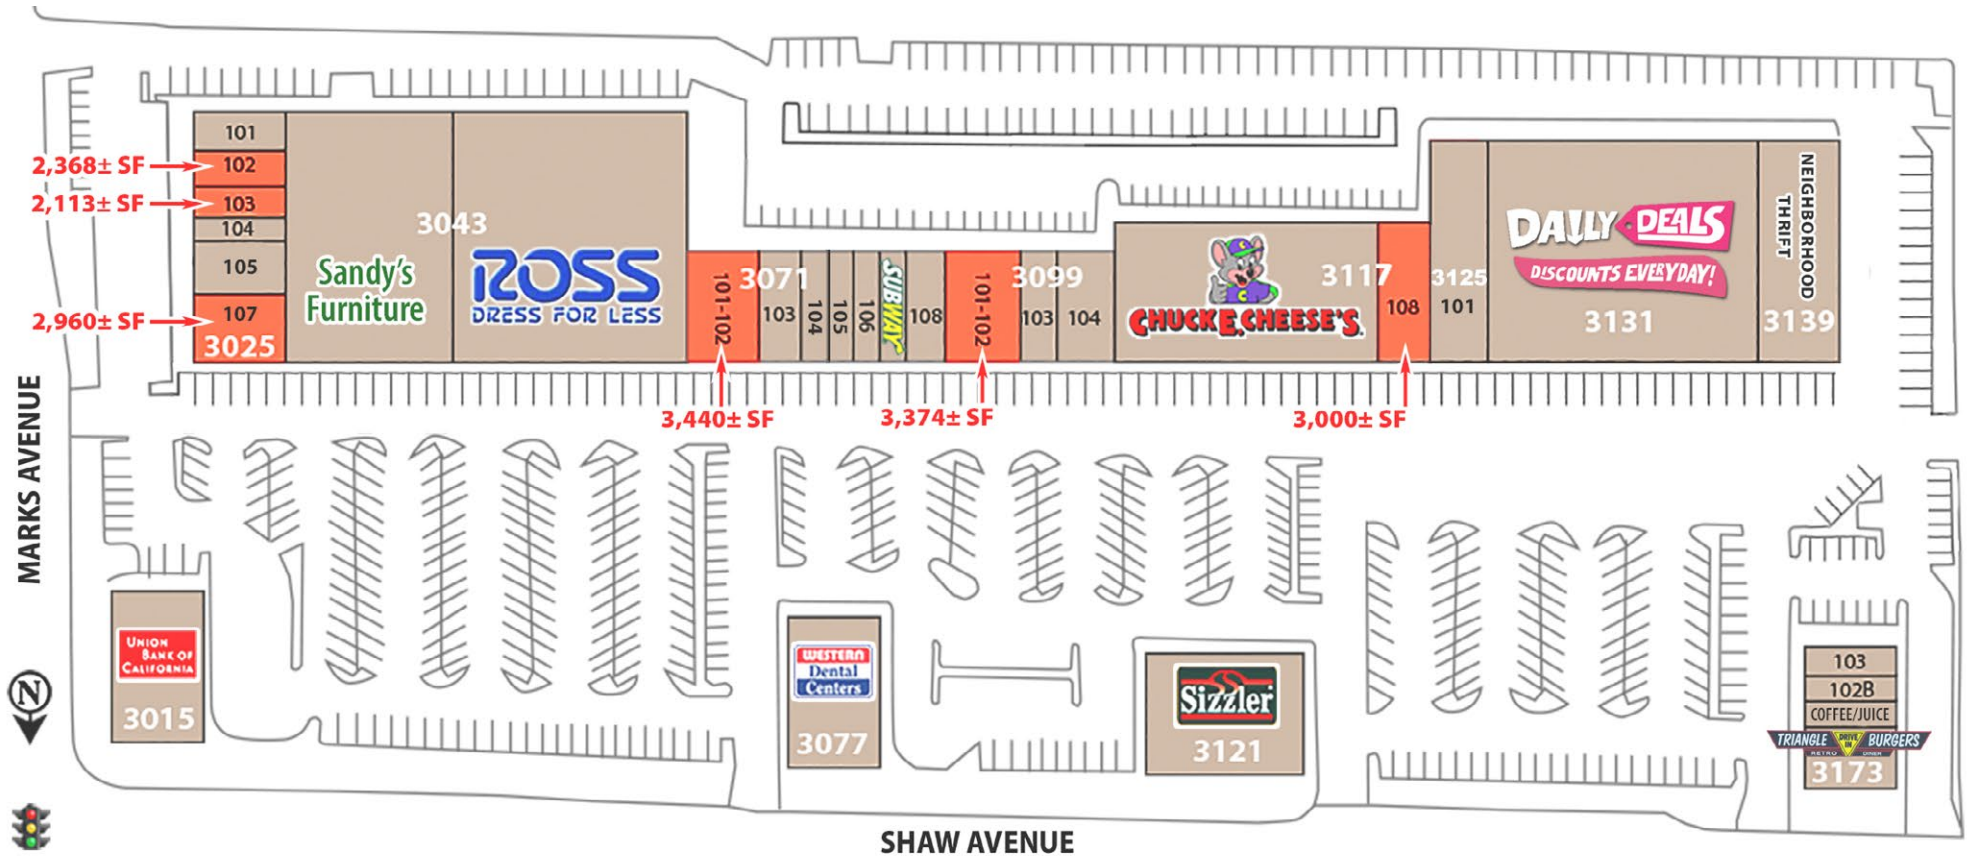 101
2,368± SF
102
2,113± SF
103
104
105
2,960± SF
107
3025
3043
Sandy's
Furniture
ROSS
DRESS FOR LESS
101-102
3071
103
104
105
106
SUBWAY
108
101-102
3099
103
104
CHUCK E. CHEESE'S
3117
108
3125
101
DAILY DEALS
DISCOUNTS EVERYDAY!
3131
NEIGHBORHOOD
THRIFT
3139
3,440± SF
3,374± SF
3,000± SF
MARKS AVENUE
UNION
BANK OF
CALIFORNIA
3015
N
WESTERN
Dental
Centers
3077
Sizzler
3121
103
102B
COFFEE/JUICE
TRIANGLE DRIVE IN BURGERS
RETRO DINER
3173
SHAW AVENUE